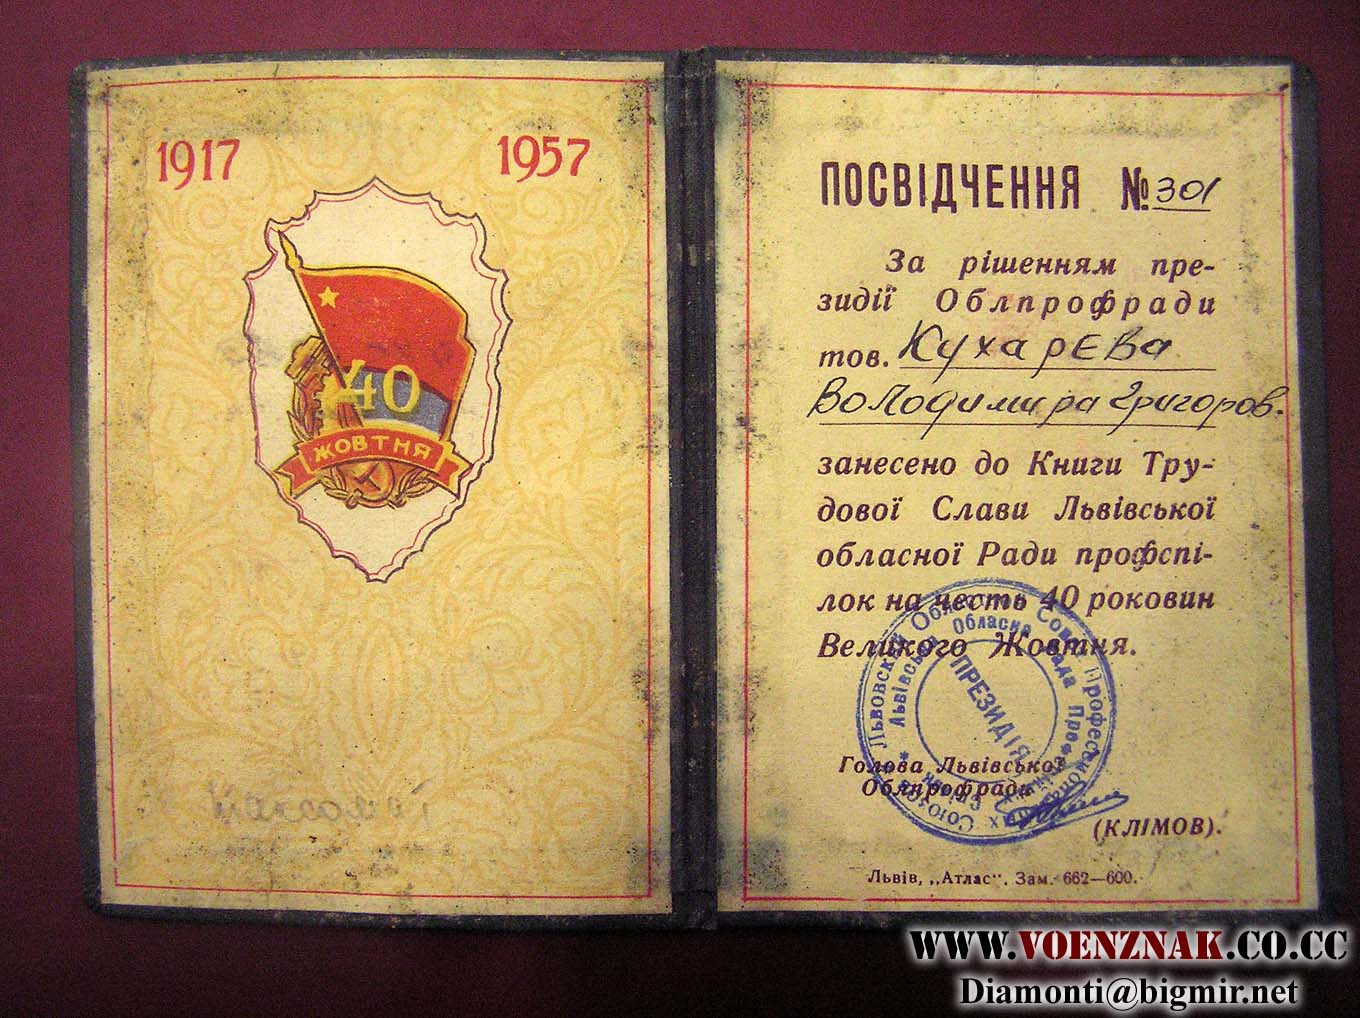 1917
1957
40
ЖОВТНЯ
ПОСВІДЧЕННЯ №301
За рішенням пре-
зидії Облпрофради
тов. Кухарева
Володимира Григоров.
занесено до Книги Тру-
дової Слави Львівської
обласної Ради профспі-
лок на честь 40 роковин
Великого Жовтня.
ПРЕЗИДІЯ
Голова Львівської
Облпрофради
(КЛІМОВ).
Львів, „Атлас“. Зам. 662—600.
www.VOENZNAK.co.cc
Diamonti@bigmir.net